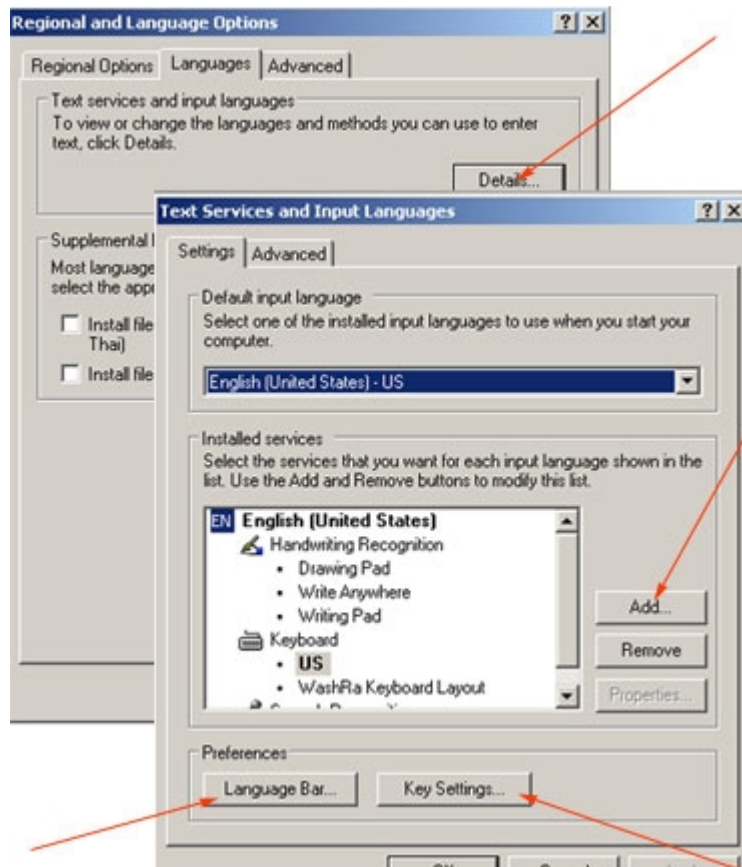 Regional and Language Options
Regional Options Languages Advanced
Text services and input languages
To view or change the languages and methods you can use to enter
text, click Details.
Details...
Supplemental
Most language
select the
Install file
Thai)
Install file
Text Services and Input Languages
Settings Advanced
Default input language
Select one of the installed input languages to use when you start your
computer.
English (United States) - US
Installed services
Select the services that you want for each input language shown in the
list. Use the Add and Remove buttons to modify this list.
EN English (United States)
Handwriting Recognition
• Drawing Pad
• Write Anywhere
• Writing Pad
Keyboard
• US
• WashRa Keyboard Layout
Add...
Remove
Properties...
Preferences
Language Bar...
Key Settings...